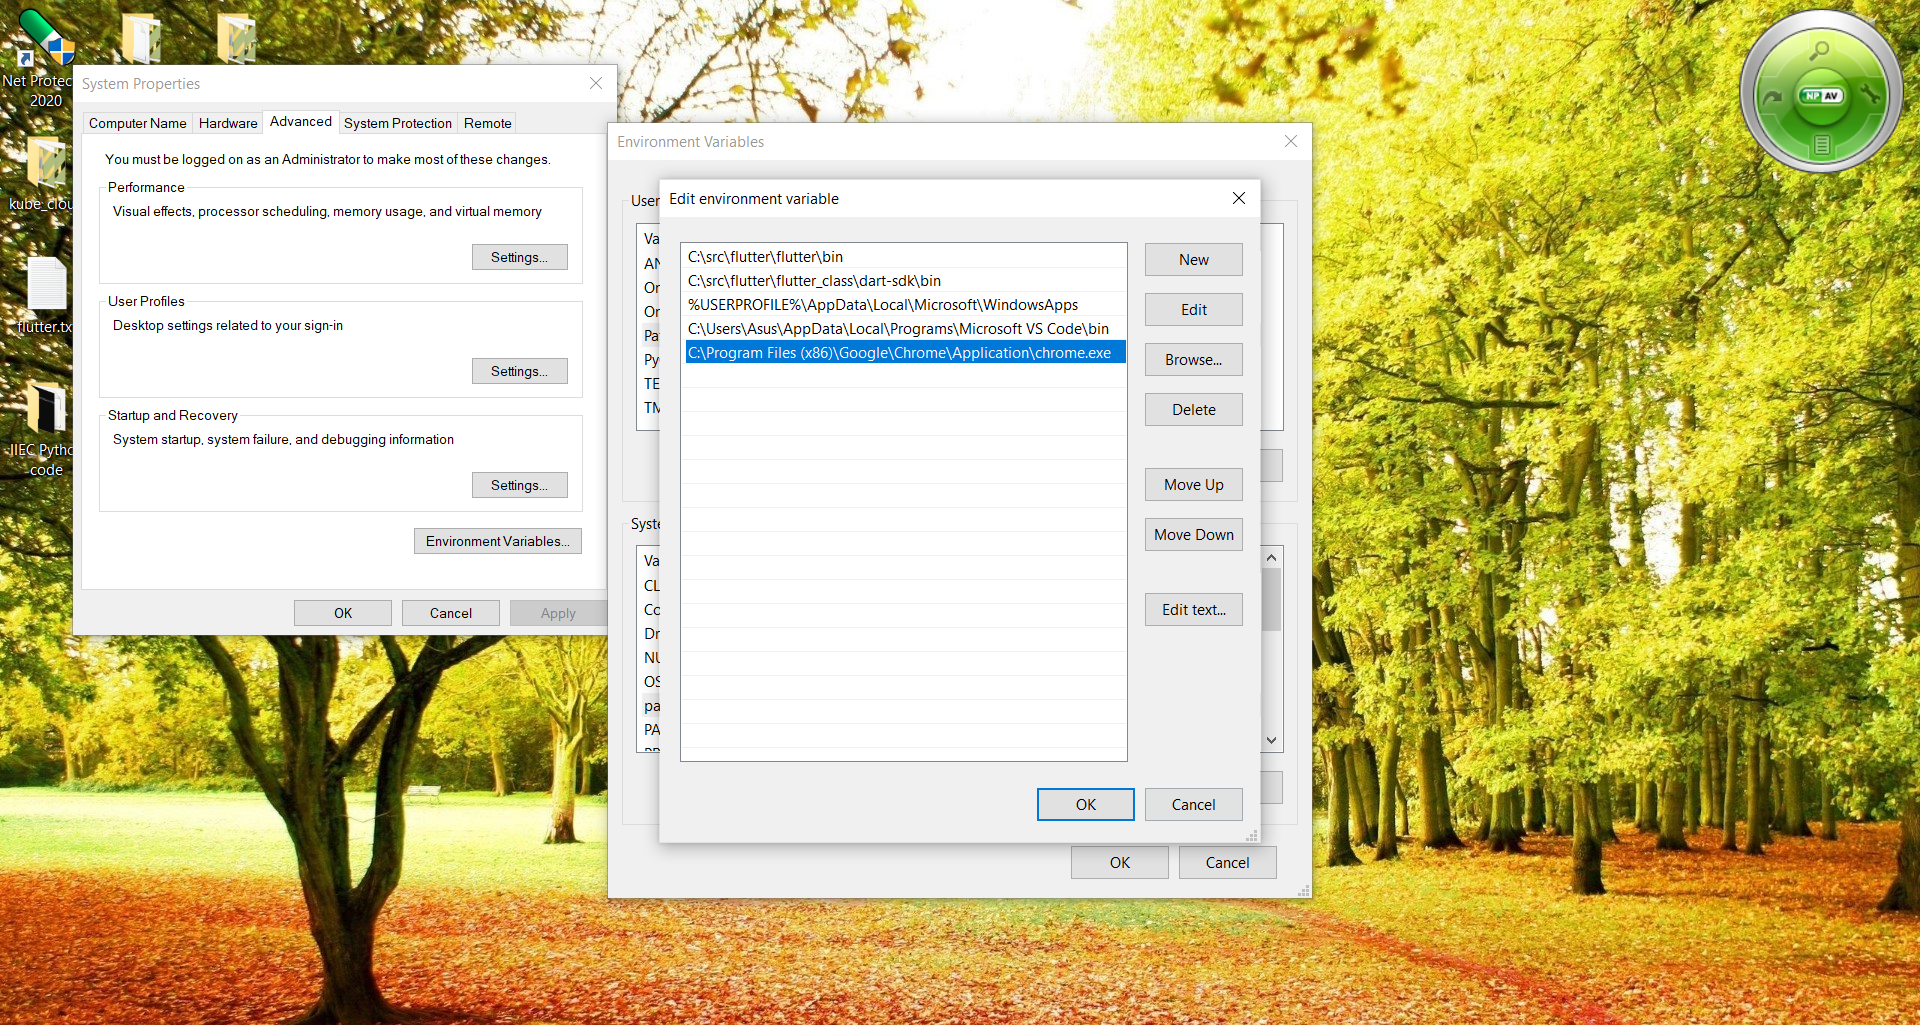 Net Protec
2020
kube_clou
flutter.tx
IIEC Pytho
code
System Properties
Computer Name
Hardware
Advanced
System Protection
Remote
You must be logged on as an Administrator to make most of these changes.
Performance
Visual effects, processor scheduling, memory usage, and virtual memory
Settings...
User Profiles
Desktop settings related to your sign-in
Settings...
Startup and Recovery
System startup, system failure, and debugging information
Settings...
Environment Variables...
OK
Cancel
Apply
Environment Variables
User
Va
AN
On
On
Pat
Py
TE
TM
Syste
Va
CL
Co
Dr
NU
OS
pa
PA
Edit environment variable
C:\src\flutter\flutter\bin
C:\src\flutter\flutter_class\dart-sdk\bin
%USERPROFILE%\AppData\Local\Microsoft\WindowsApps
C:\Users\Asus\AppData\Local\Programs\Microsoft VS Code\bin
C:\Program Files (x86)\Google\Chrome\Application\chrome.exe
New
Edit
Browse...
Delete
Move Up
Move Down
Edit text...
OK
Cancel
OK
Cancel
NP AV